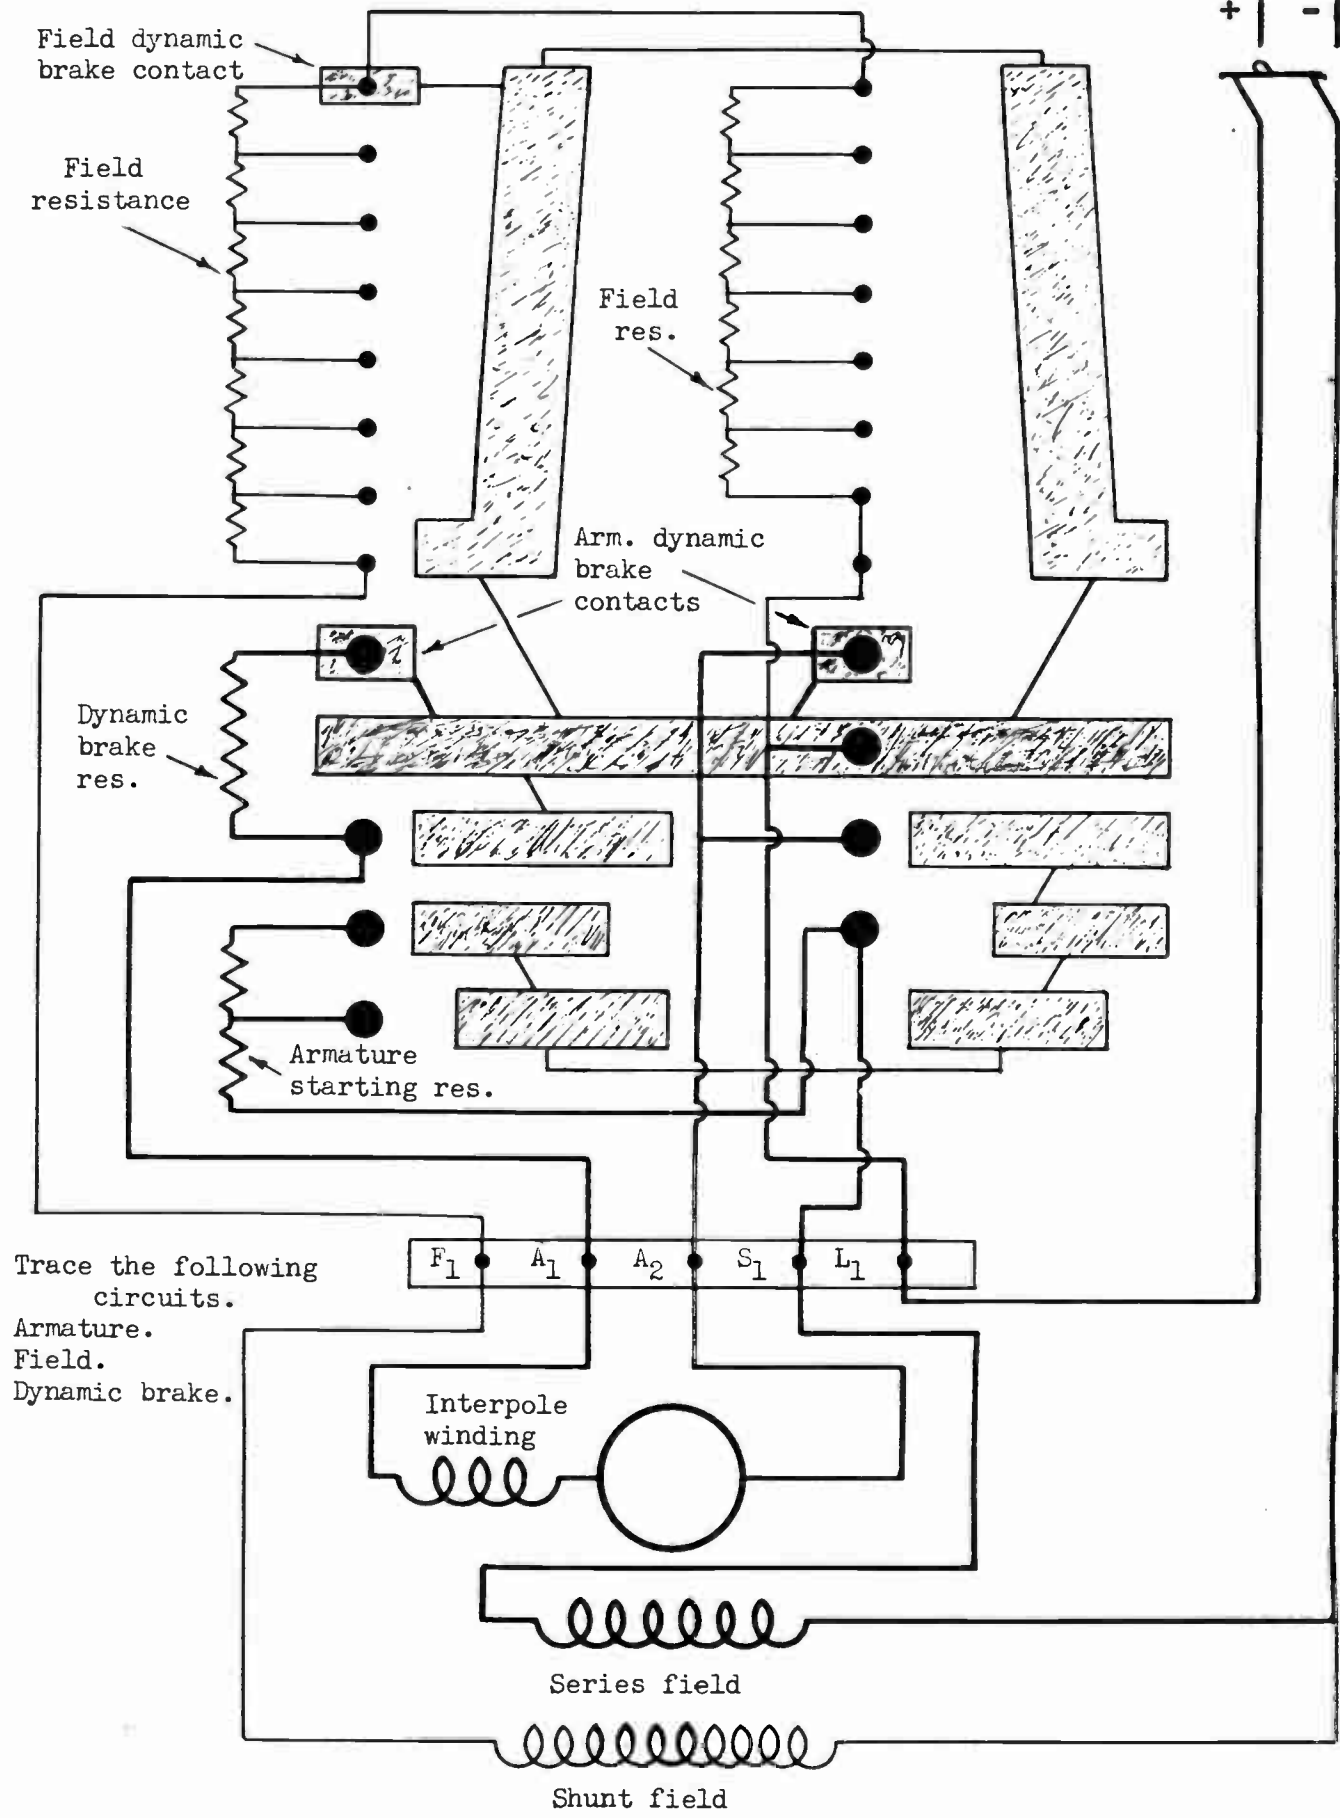 + -
Field dynamic
brake contact
Field
resistance
Field
res.
Arm. dynamic
brake
contacts
Dynamic
brake
res.
Armature
starting res.
F1 A1 A2 S1 L1
Trace the following
circuits.
Armature.
Field.
Dynamic brake.
Interpole
winding
Series field
Shunt field